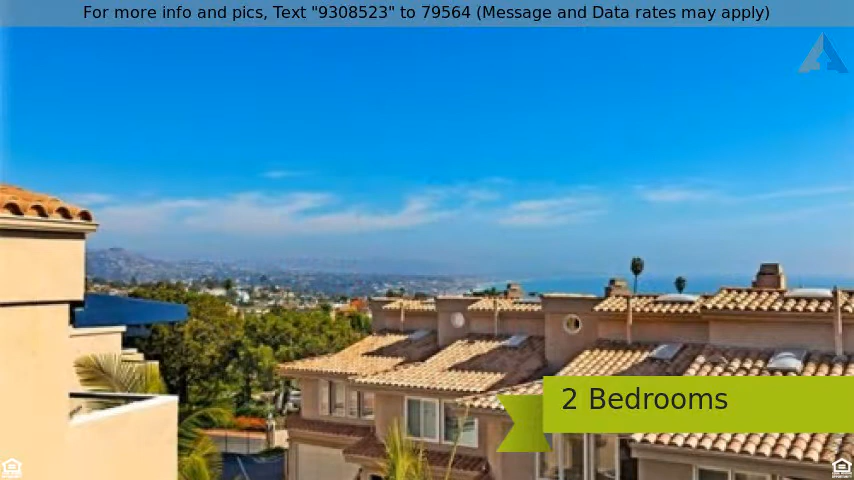 For more info and pics, Text "9308523" to 79564 (Message and Data rates may apply)
2 Bedrooms